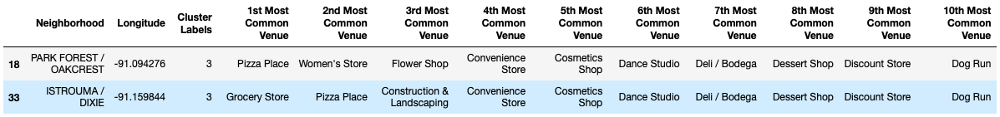 Neighborhood Longitude Cluster Labels 1st Most Common Venue 2nd Most Common Venue 3rd Most Common Venue 4th Most Common Venue 5th Most Common Venue 6th Most Common Venue 7th Most Common Venue 8th Most Common Venue 9th Most Common Venue 10th Most Common Venue
18 PARK FOREST / OAKCREST -91.094276 3 Pizza Place Women's Store Flower Shop Convenience Store Cosmetics Shop Dance Studio Deli / Bodega Dessert Shop Discount Store Dog Run
33 ISTROUMA / DIXIE -91.159844 3 Grocery Store Pizza Place Construction & Landscaping Convenience Store Cosmetics Shop Dance Studio Deli / Bodega Dessert Shop Discount Store Dog Run